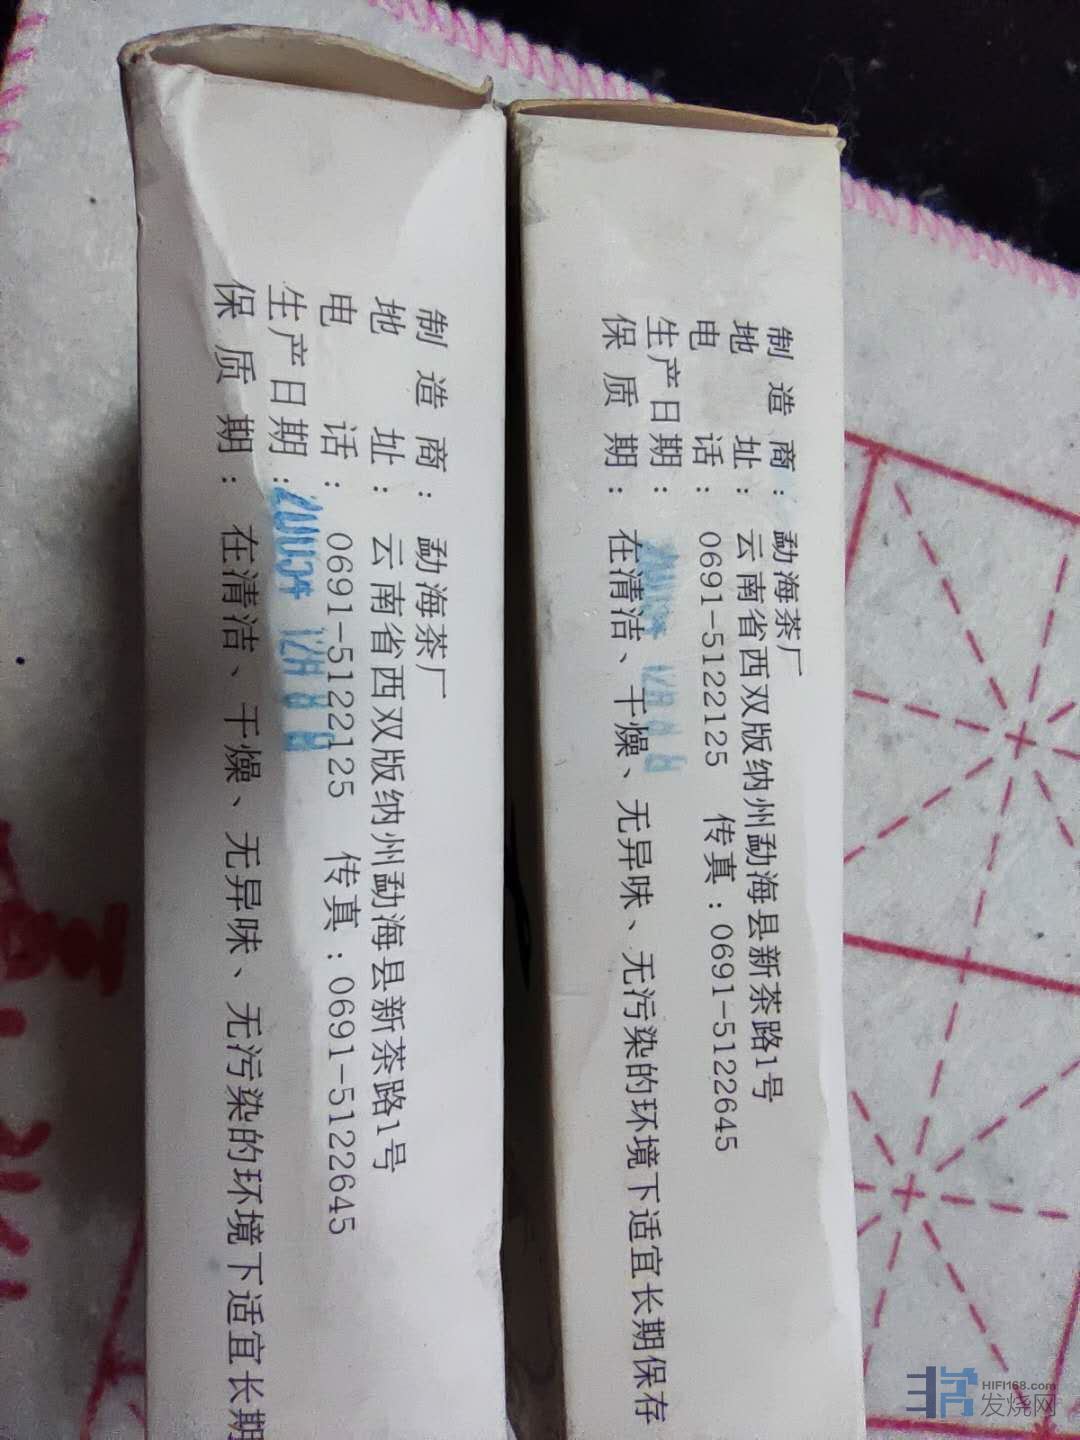 制造商：勐海茶厂
地址：云南省西双版纳州勐海县新茶路1号
电话：0691-5122125 传真：0691-5122645
生产日期：
保质期：在清洁、干燥、无异味、无污染的环境下适宜长期
制造商：勐海茶厂
地址：云南省西双版纳州勐海县新茶路1号
电话：0691-5122125 传真：0691-5122645
生产日期：
保质期：在清洁、干燥、无异味、无污染的环境下适宜长期保存
HIFI168.com
发烧网